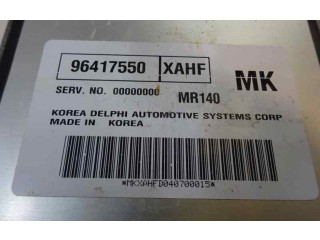 96417550 XAHF MK
SERV. NO. 00000000 MR140
KOREA DELPHI AUTOMOTIVE SYSTEMS CORP
MADE IN KOREA
*MKXAHFD040700015*